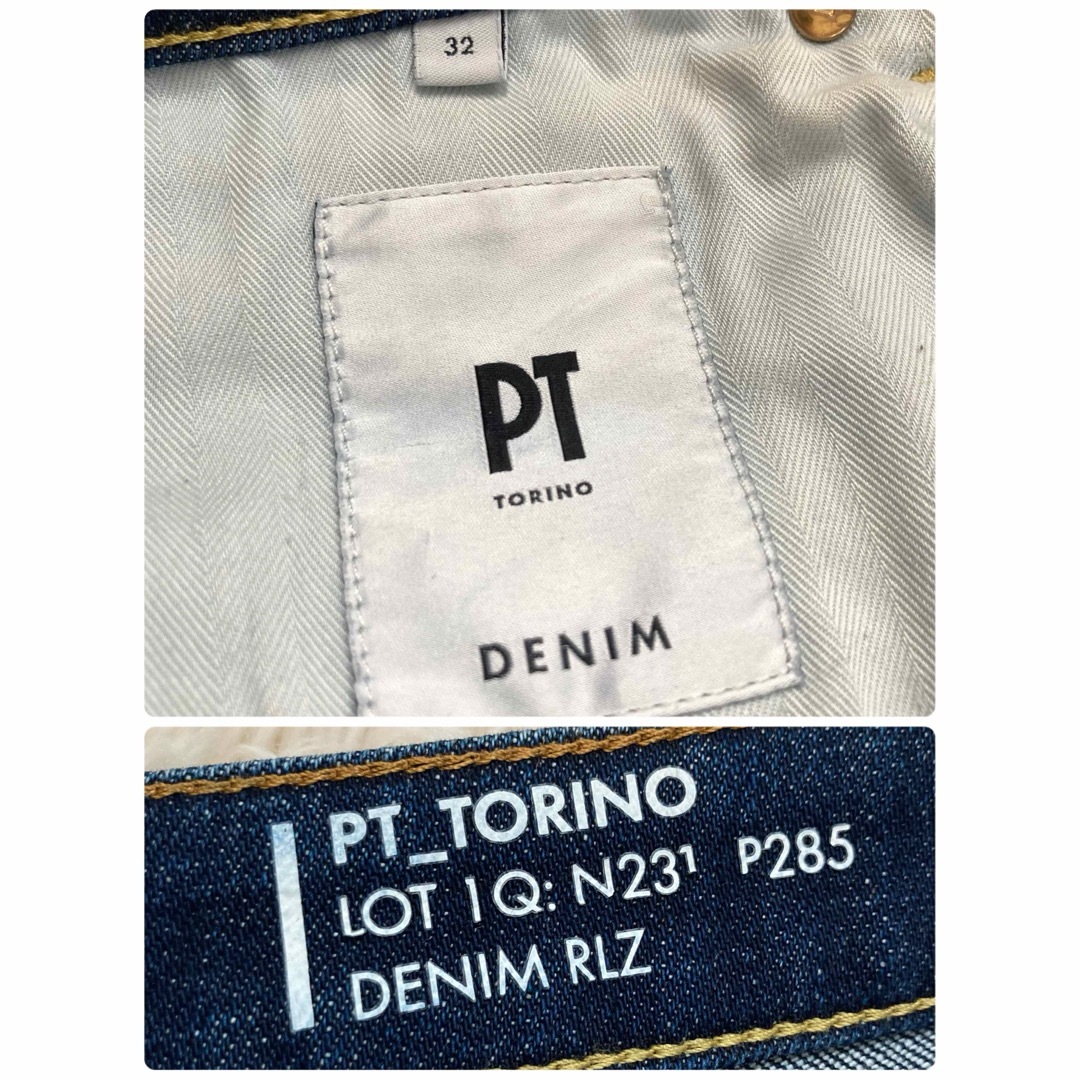 32
PT
TORINO
DENIM
PT_TORINO
LOT 1Q: N23¹ P285
DENIM RLZ